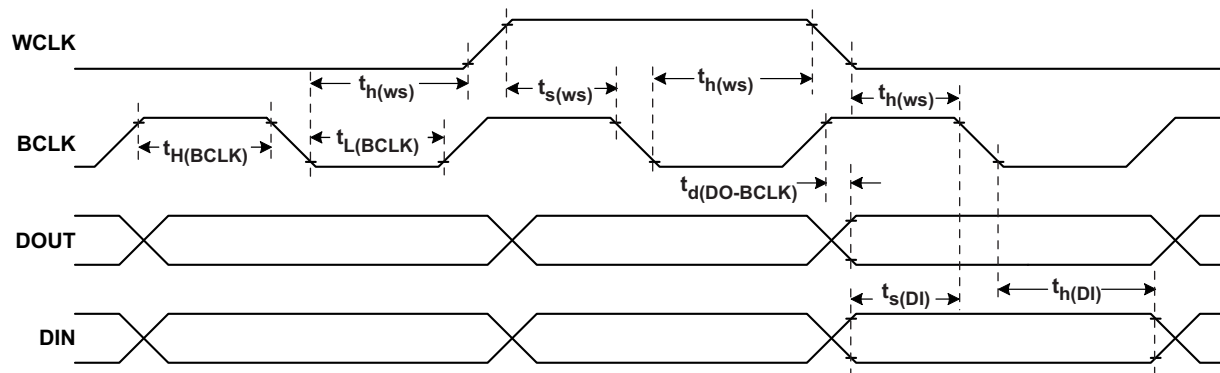 WCLK
th(ws)
ts(ws)
th(ws)
th(ws)
BCLK
tH(BCLK)
tL(BCLK)
td(DO-BCLK)
DOUT
ts(DI)
th(DI)
DIN